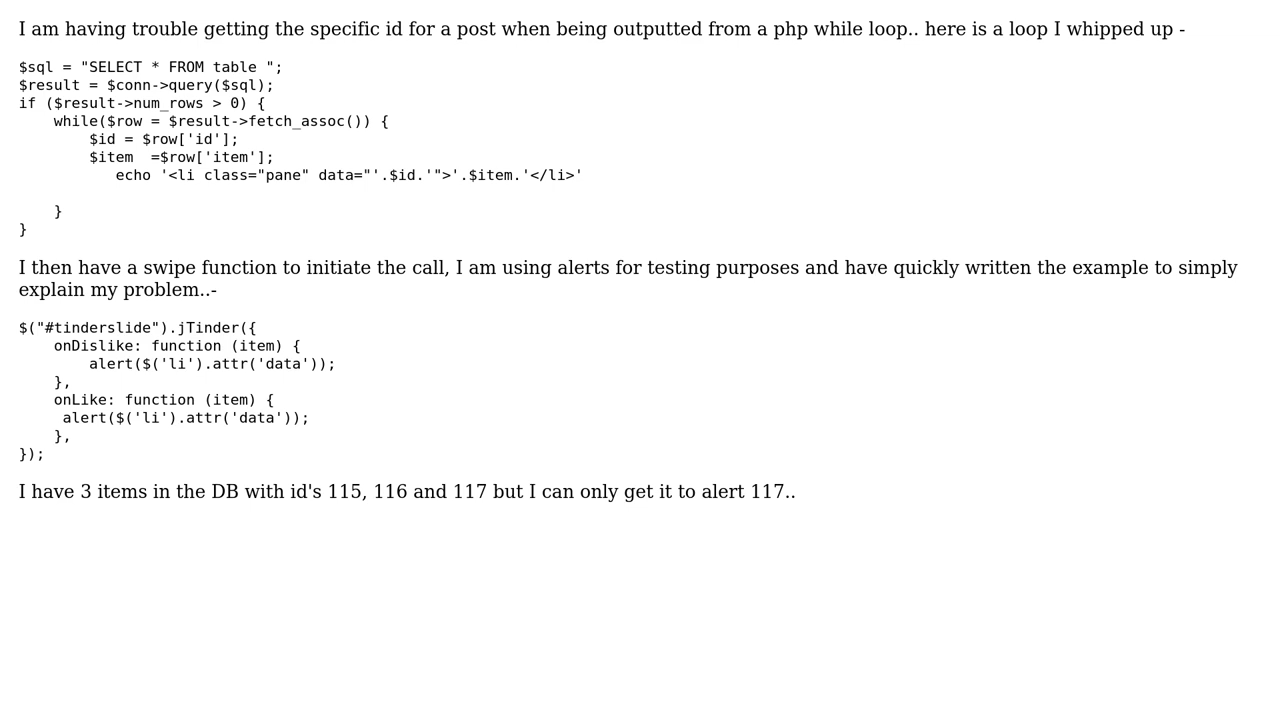 I am having trouble getting the specific id for a post when being outputted from a php while loop.. here is a loop I whipped up -
$sql = "SELECT * FROM table ";
$result = $conn->query($sql);
if ($result->num_rows > 0) {
    while($row = $result->fetch_assoc()) {
        $id = $row['id'];
        $item  =$row['item'];
           echo '<li class="pane" data="'.$id.'">'.$item.'</li>'
    }
}
I then have a swipe function to initiate the call, I am using alerts for testing purposes and have quickly written the example to simply
explain my problem..-
$("#tinderslide").jTinder({
    onDislike: function (item) {
        alert($('li').attr('data'));
    },
    onLike: function (item) {
     alert($('li').attr('data'));
    },
});
I have 3 items in the DB with id's 115, 116 and 117 but I can only get it to alert 117..